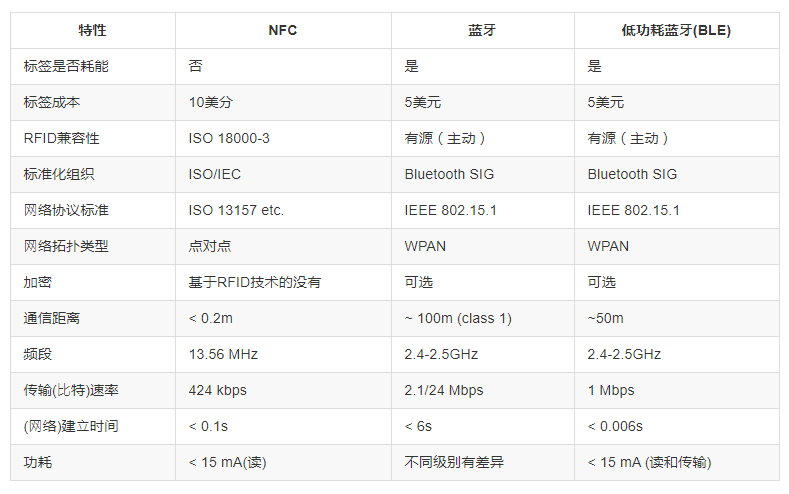 特性 NFC 蓝牙 低功耗蓝牙(BLE)
标签是否耗能 否 是 是
标签成本 10美分 5美元 5美元
RFID兼容性 ISO 18000-3 有源（主动） 有源（主动）
标准化组织 ISO/IEC Bluetooth SIG Bluetooth SIG
网络协议标准 ISO 13157 etc. IEEE 802.15.1 IEEE 802.15.1
网络拓扑类型 点对点 WPAN WPAN
加密 基于RFID技术的没有 可选 可选
通信距离 < 0.2m ~ 100m (class 1) ~50m
频段 13.56 MHz 2.4-2.5GHz 2.4-2.5GHz
传输(比特)速率 424 kbps 2.1/24 Mbps 1 Mbps
(网络)建立时间 < 0.1s < 6s < 0.006s
功耗 < 15 mA(读) 不同级别有差异 < 15 mA (读和传输)